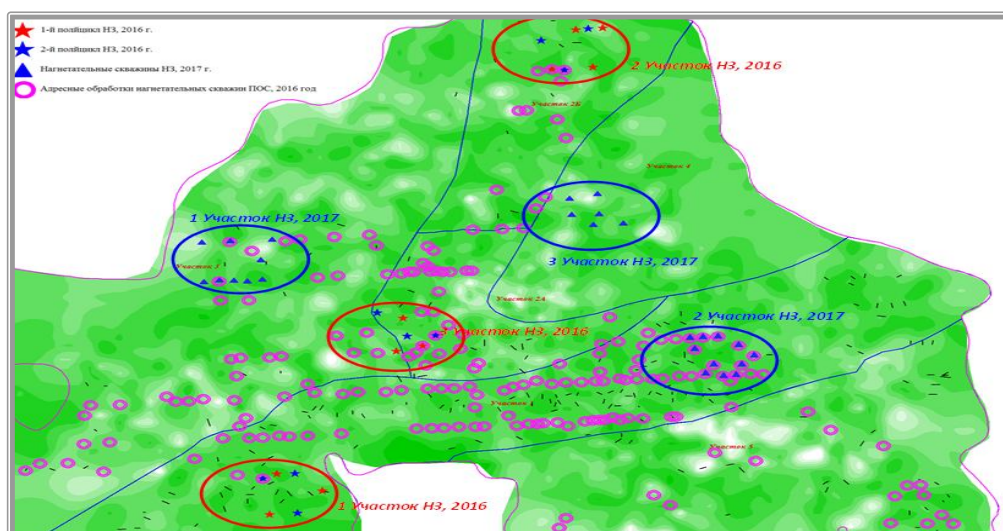 1-й полйцикл НЗ, 2016 г.
2-й полйцикл НЗ, 2016 г.
Нагнетательные скважины НЗ, 2017 г.
Адресные обработки нагнетательных скважин ПОС, 2016 год
2 Участок НЗ, 2016
Участок 2Б
Участок 4
1 Участок НЗ, 2017
3 Участок НЗ, 2017
Участок 3
Участок 2А
3 Участок НЗ, 2016
2 Участок НЗ, 2017
Участок 1
Участок 5
1 Участок НЗ, 2016